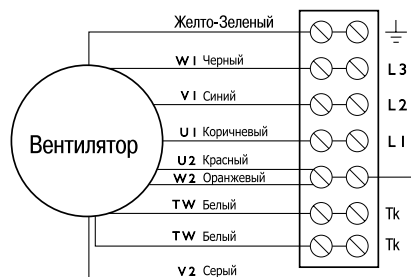 Желто-Зеленый
W1 Черный L3
V1 Синий L2
U1 Коричневый L1
Вентилятор
U2 Красный
W2 Оранжевый
TW Белый Tk
TW Белый Tk
V2 Серый